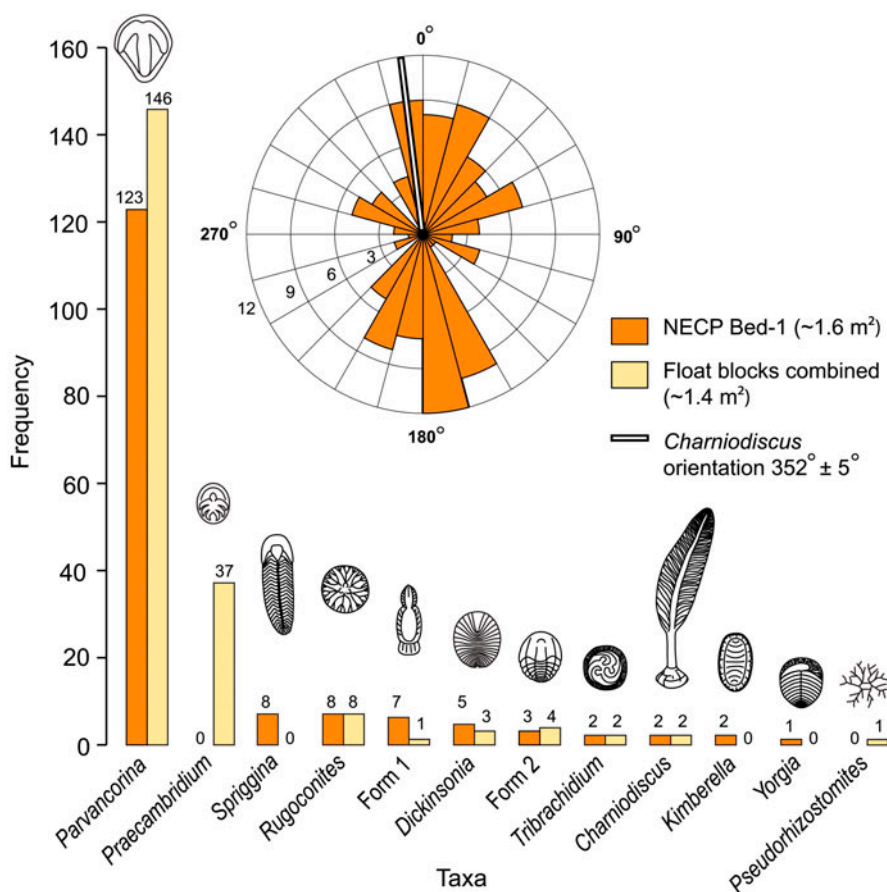 160
140
120
100
80
60
40
20
0
Frequency
123
146
0
37
8
0
8
8
7
1
5
3
3
4
2
2
2
2
2
0
1
0
0
1
0°
90°
180°
270°
3
6
9
12
NECP Bed-1 (~1.6 m²)
Float blocks combined
(~1.4 m²)
Charniodiscus
orientation 352° ± 5°
Parvancorina
Praecambridium
Spriggina
Rugoconites
Form 1
Dickinsonia
Form 2
Tribrachidium
Charniodiscus
Kimberella
Yorgia
Pseudorhizostomites
Taxa